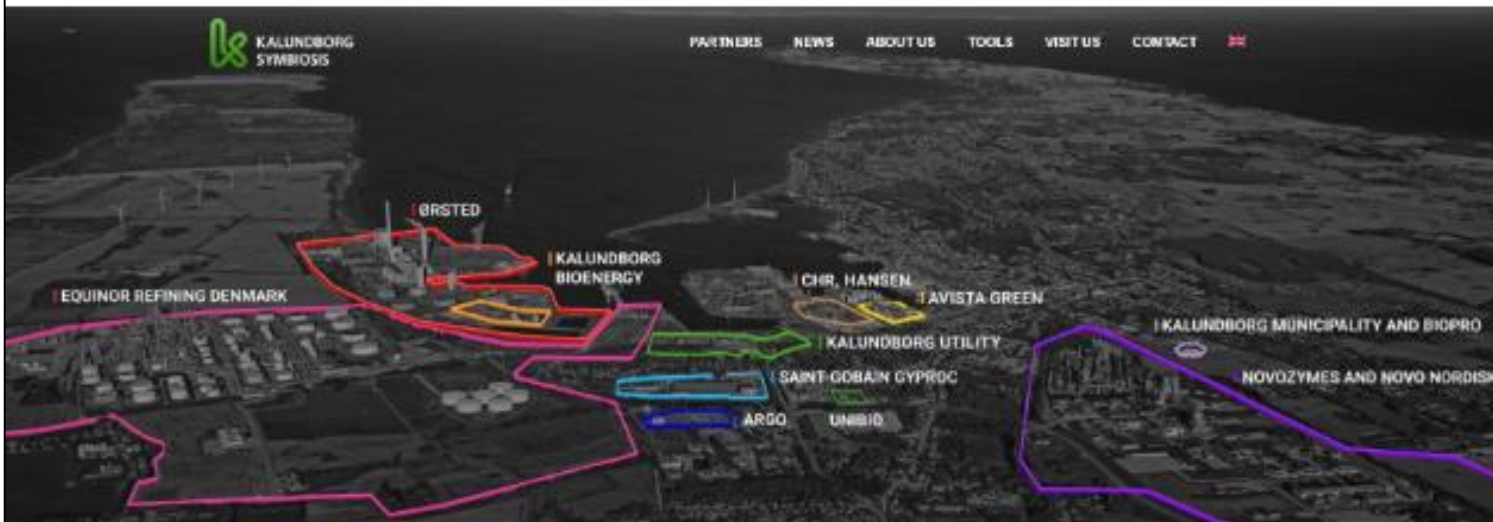 KALUNDBORG
SYMBIOSIS
PARTNERS NEWS ABOUT US TOOLS VISIT US CONTACT
ØRSTED
KALUNDBORG
BIOENERGY
CHR. HANSEN
EQUINOR REFINING DENMARK
AVISTA GREEN
KALUNDBORG MUNICIPALITY AND BIOPRO
KALUNDBORG UTILITY
SAINT-GOBAIN GYPROC
NOVOZYMES AND NOVO NORDISK
ARGO
UNIBIO